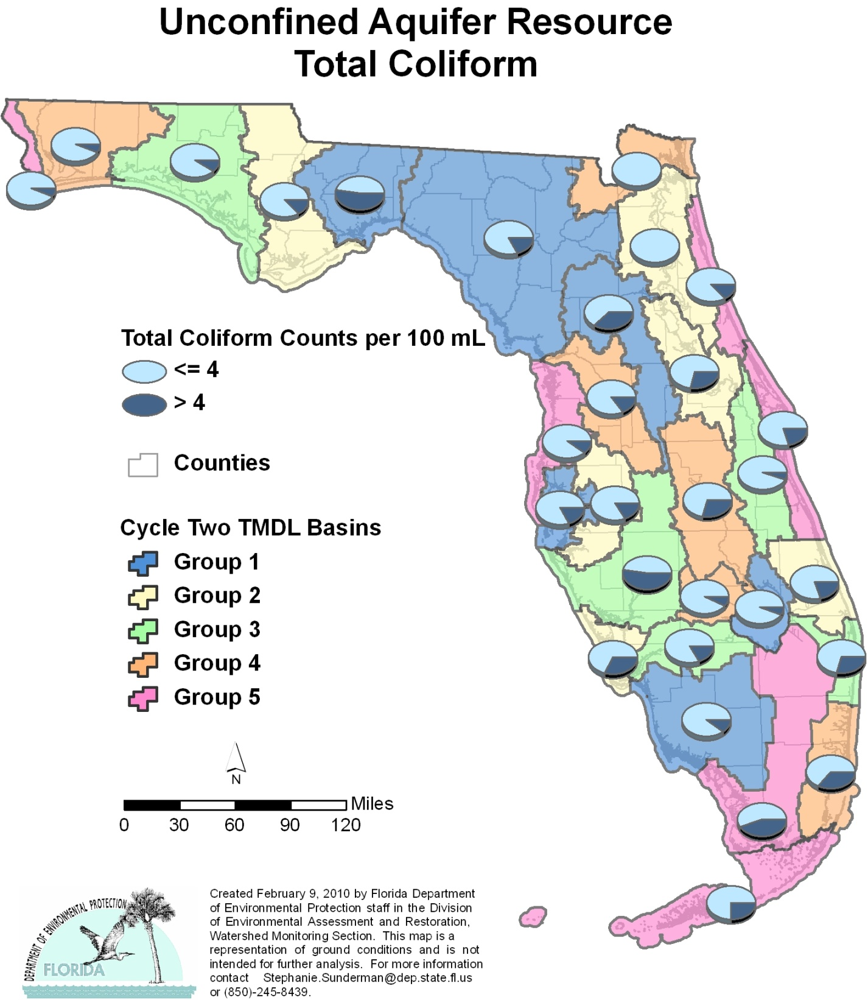 Unconfined Aquifer Resource
Total Coliform
Total Coliform Counts per 100 mL
<= 4
> 4
Counties
Cycle Two TMDL Basins
Group 1
Group 2
Group 3
Group 4
Group 5
N
Miles
0 30 60 90 120
DEPARTMENT OF ENVIRONMENTAL PROTECTION
FLORIDA
Created February 9, 2010 by Florida Department
of Environmental Protection staff in the Division
of Environmental Assessment and Restoration,
Watershed Monitoring Section. This map is a
representation of ground conditions and is not
intended for further analysis. For more information
contact Stephanie.Sunderman@dep.state.fl.us
or (850)-245-8439.